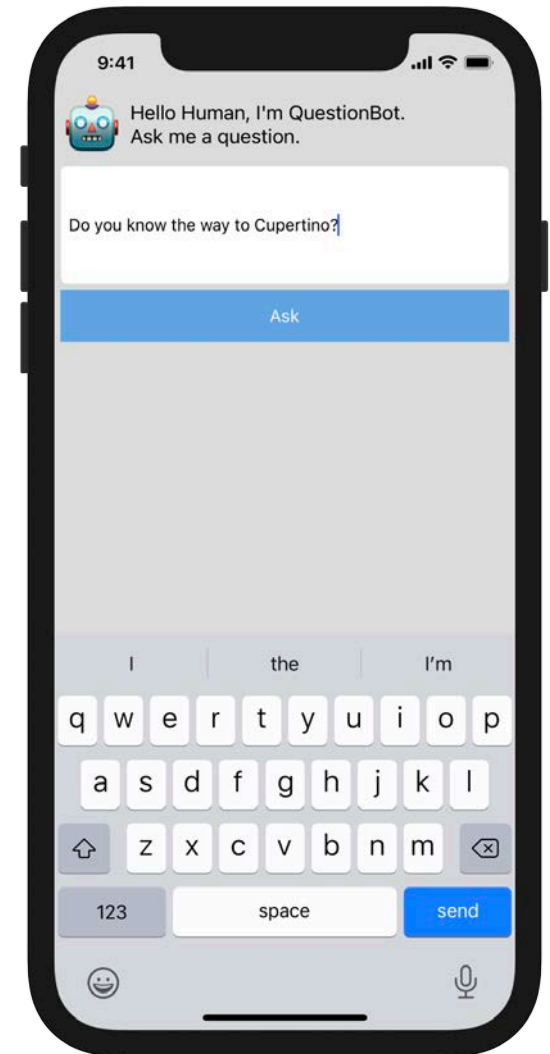 9:41
Hello Human, I'm QuestionBot.
Ask me a question.
Do you know the way to Cupertino?
Ask
I the I'm
q w e r t y u i o p
a s d f g h j k l
z x c v b n m
123 space send